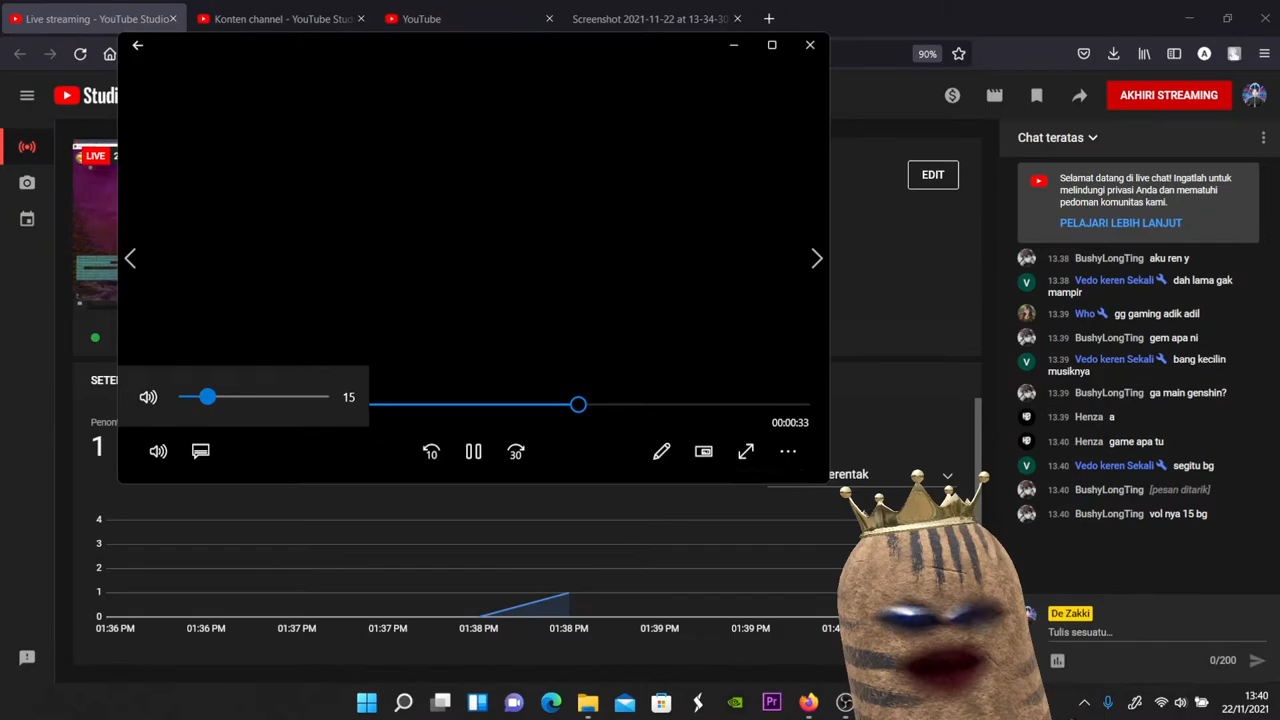 Live streaming - YouTube Studio
Konten channel - YouTube Stud
YouTube
Screenshot 2021-11-22 at 13-34-30
90%
A
Studi
AKHIRI STREAMING
LIVE
EDIT
Chat teratas
Selamat datang di live chat! Ingatlah untuk
melindungi privasi Anda dan mematuhi
pedoman komunitas kami.
PELAJARI LEBIH LANJUT
13.38 BushyLongTing aku ren y
V 13.38 Vedo keren Sekali dah lama gak
mampir
13.39 Who gg gaming adik adil
13.39 BushyLongTing gem apa ni
V 13.39 Vedo keren Sekali bang kecilin
musiknya
13.39 BushyLongTing ga main genshin?
13.39 Henza a
13.39 Henza game apa tu
V 13.40 Vedo keren Sekali segitu bg
13.40 BushyLongTing [pesan ditarik]
13.40 BushyLongTing vol nya 15 bg
SETE
Penont
1
15
00:00:33
10
30
erentak
4
3
2
1
0
01:36 PM
01:36 PM
01:37 PM
01:37 PM
01:38 PM
01:38 PM
01:39 PM
01:39 PM
01:4
De Zakki
Tulis sesuatu...
0/200
Pr
13:40
22/11/2021